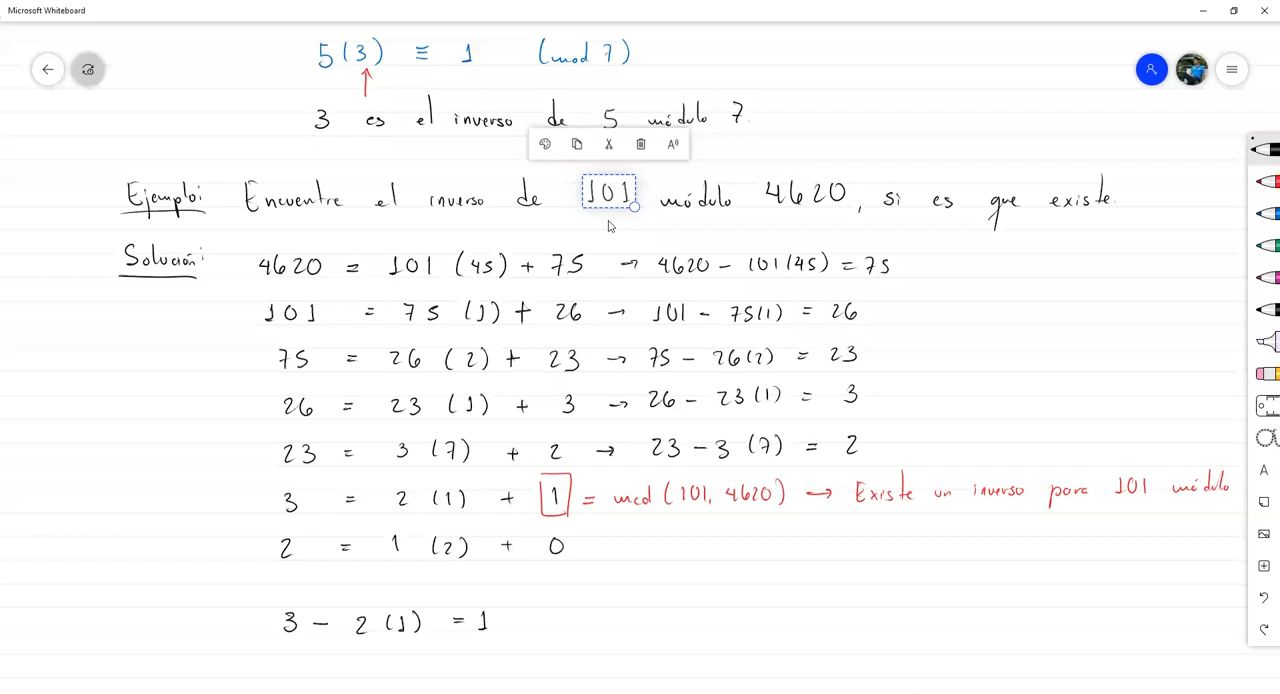 Microsoft Whiteboard
5 (3) ≡ 1 (mod 7)
3 es el inverso de 5 módulo 7.
Ejemplo: Encuentre el inverso de 101 módulo 4620, si es que existe.
Solución:
4620 = 101 (45) + 75 → 4620 - 101(45) = 75
101 = 75 (1) + 26 → 101 - 75(1) = 26
75 = 26 (2) + 23 → 75 - 26(2) = 23
26 = 23 (1) + 3 → 26 - 23(1) = 3
23 = 3 (7) + 2 → 23 - 3(7) = 2
3 = 2 (1) + 1 = mcd (101, 4620) → Existe un inverso para 101 módulo
2 = 1 (2) + 0
3 - 2 (1) = 1